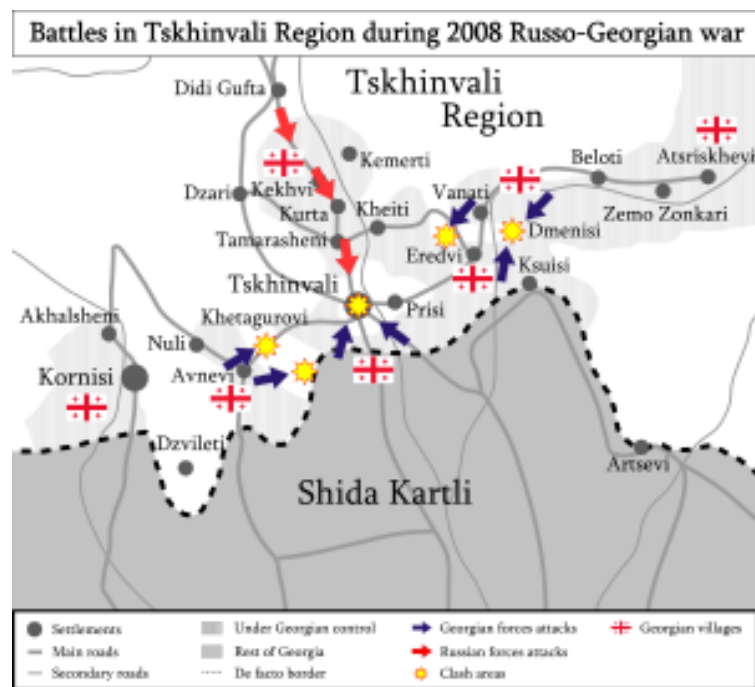 Battles in Tskhinvali Region during 2008 Russo-Georgian war
Tskhinvali
Region
Didi Gufta
Kemerti
Beloti
Atsriskhevi
Dzari
Kekhvi
Vanati
Zemo Zonkari
Kurta
Kheiti
Dmenisi
Tamarasheni
Eredvi
Ksuisi
Tskhinvali
Prisi
Akhalsheni
Khetagurovi
Nuli
Kornisi
Avnevi
Dzvileti
Artsevi
Shida Kartli
Settlements
Under Georgian control
Georgian forces attacks
Georgian villages
Main roads
Rest of Georgia
Russian forces attacks
Secondary roads
De facto border
Clash areas